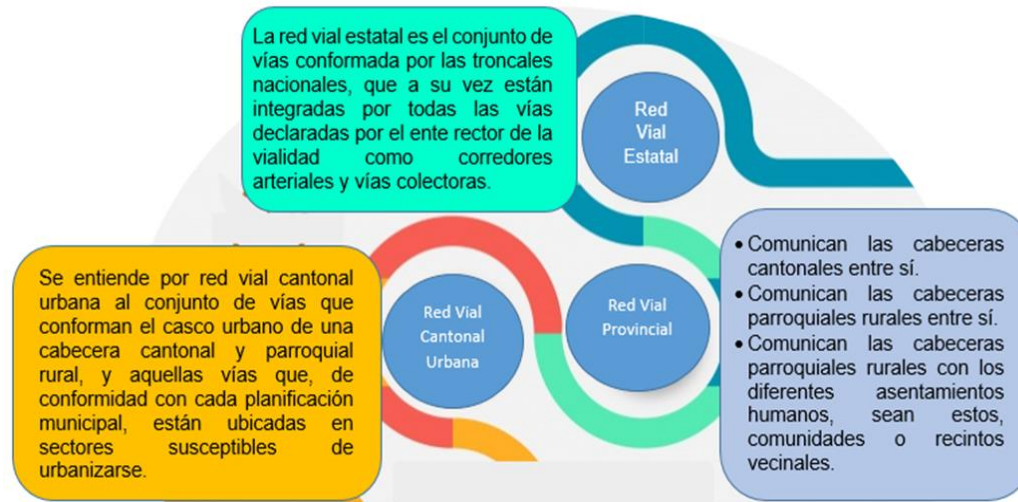 La red vial estatal es el conjunto de
vías conformada por las troncales
nacionales, que a su vez están
integradas por todas las vías
declaradas por el ente rector de la
vialidad como corredores
arteriales y vías colectoras.
Red
Vial
Estatal
Se entiende por red vial cantonal
urbana al conjunto de vías que
conforman el casco urbano de una
cabecera cantonal y parroquial
rural, y aquellas vías que, de
conformidad con cada planificación
municipal, están ubicadas en
sectores susceptibles de
urbanizarse.
Red Vial
Cantonal
Urbana
Red Vial
Provincial
• Comunican las cabeceras
cantonales entre sí.
• Comunican las cabeceras
parroquiales rurales entre sí.
• Comunican las cabeceras
parroquiales rurales con los
diferentes asentamientos
humanos, sean estos,
comunidades o recintos
vecinales.